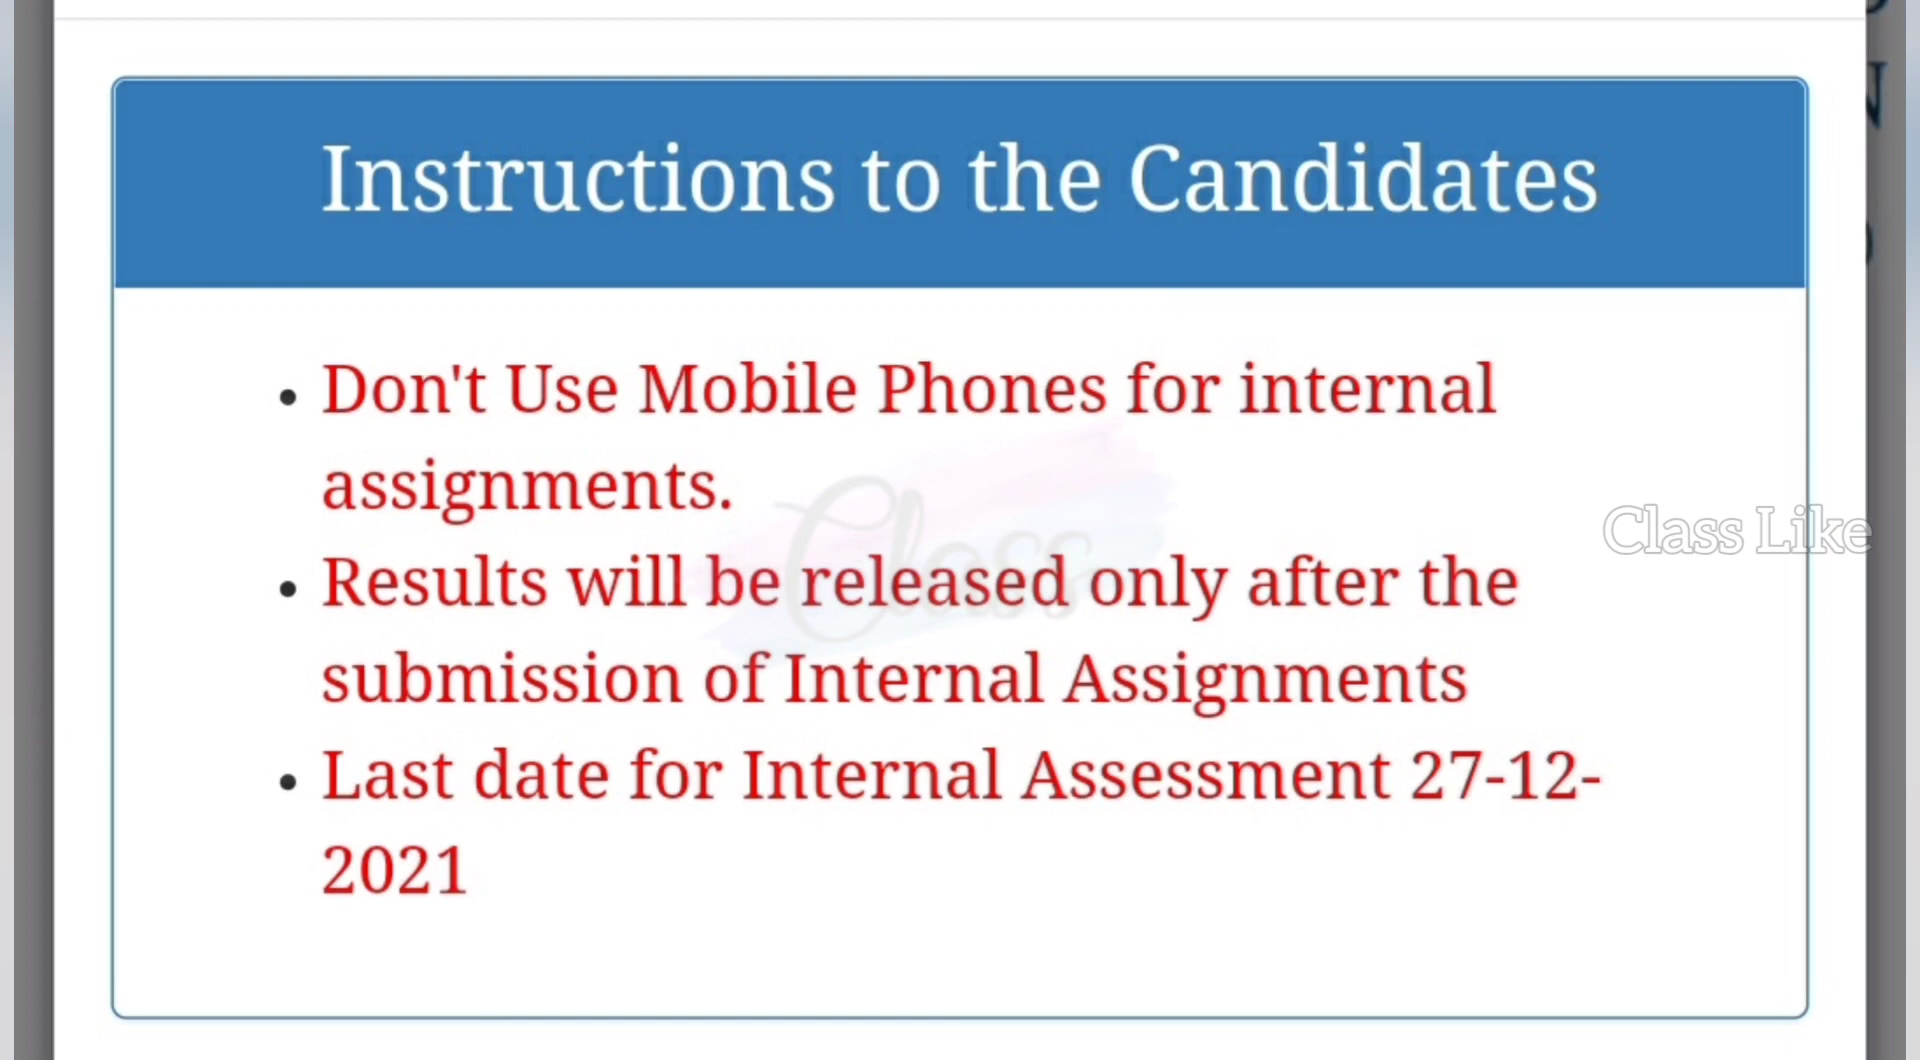 Instructions to the Candidates
Don't Use Mobile Phones for internal
assignments.
Class
Class Like
Results will be released only after the
submission of Internal Assignments
Last date for Internal Assessment 27-12-
2021